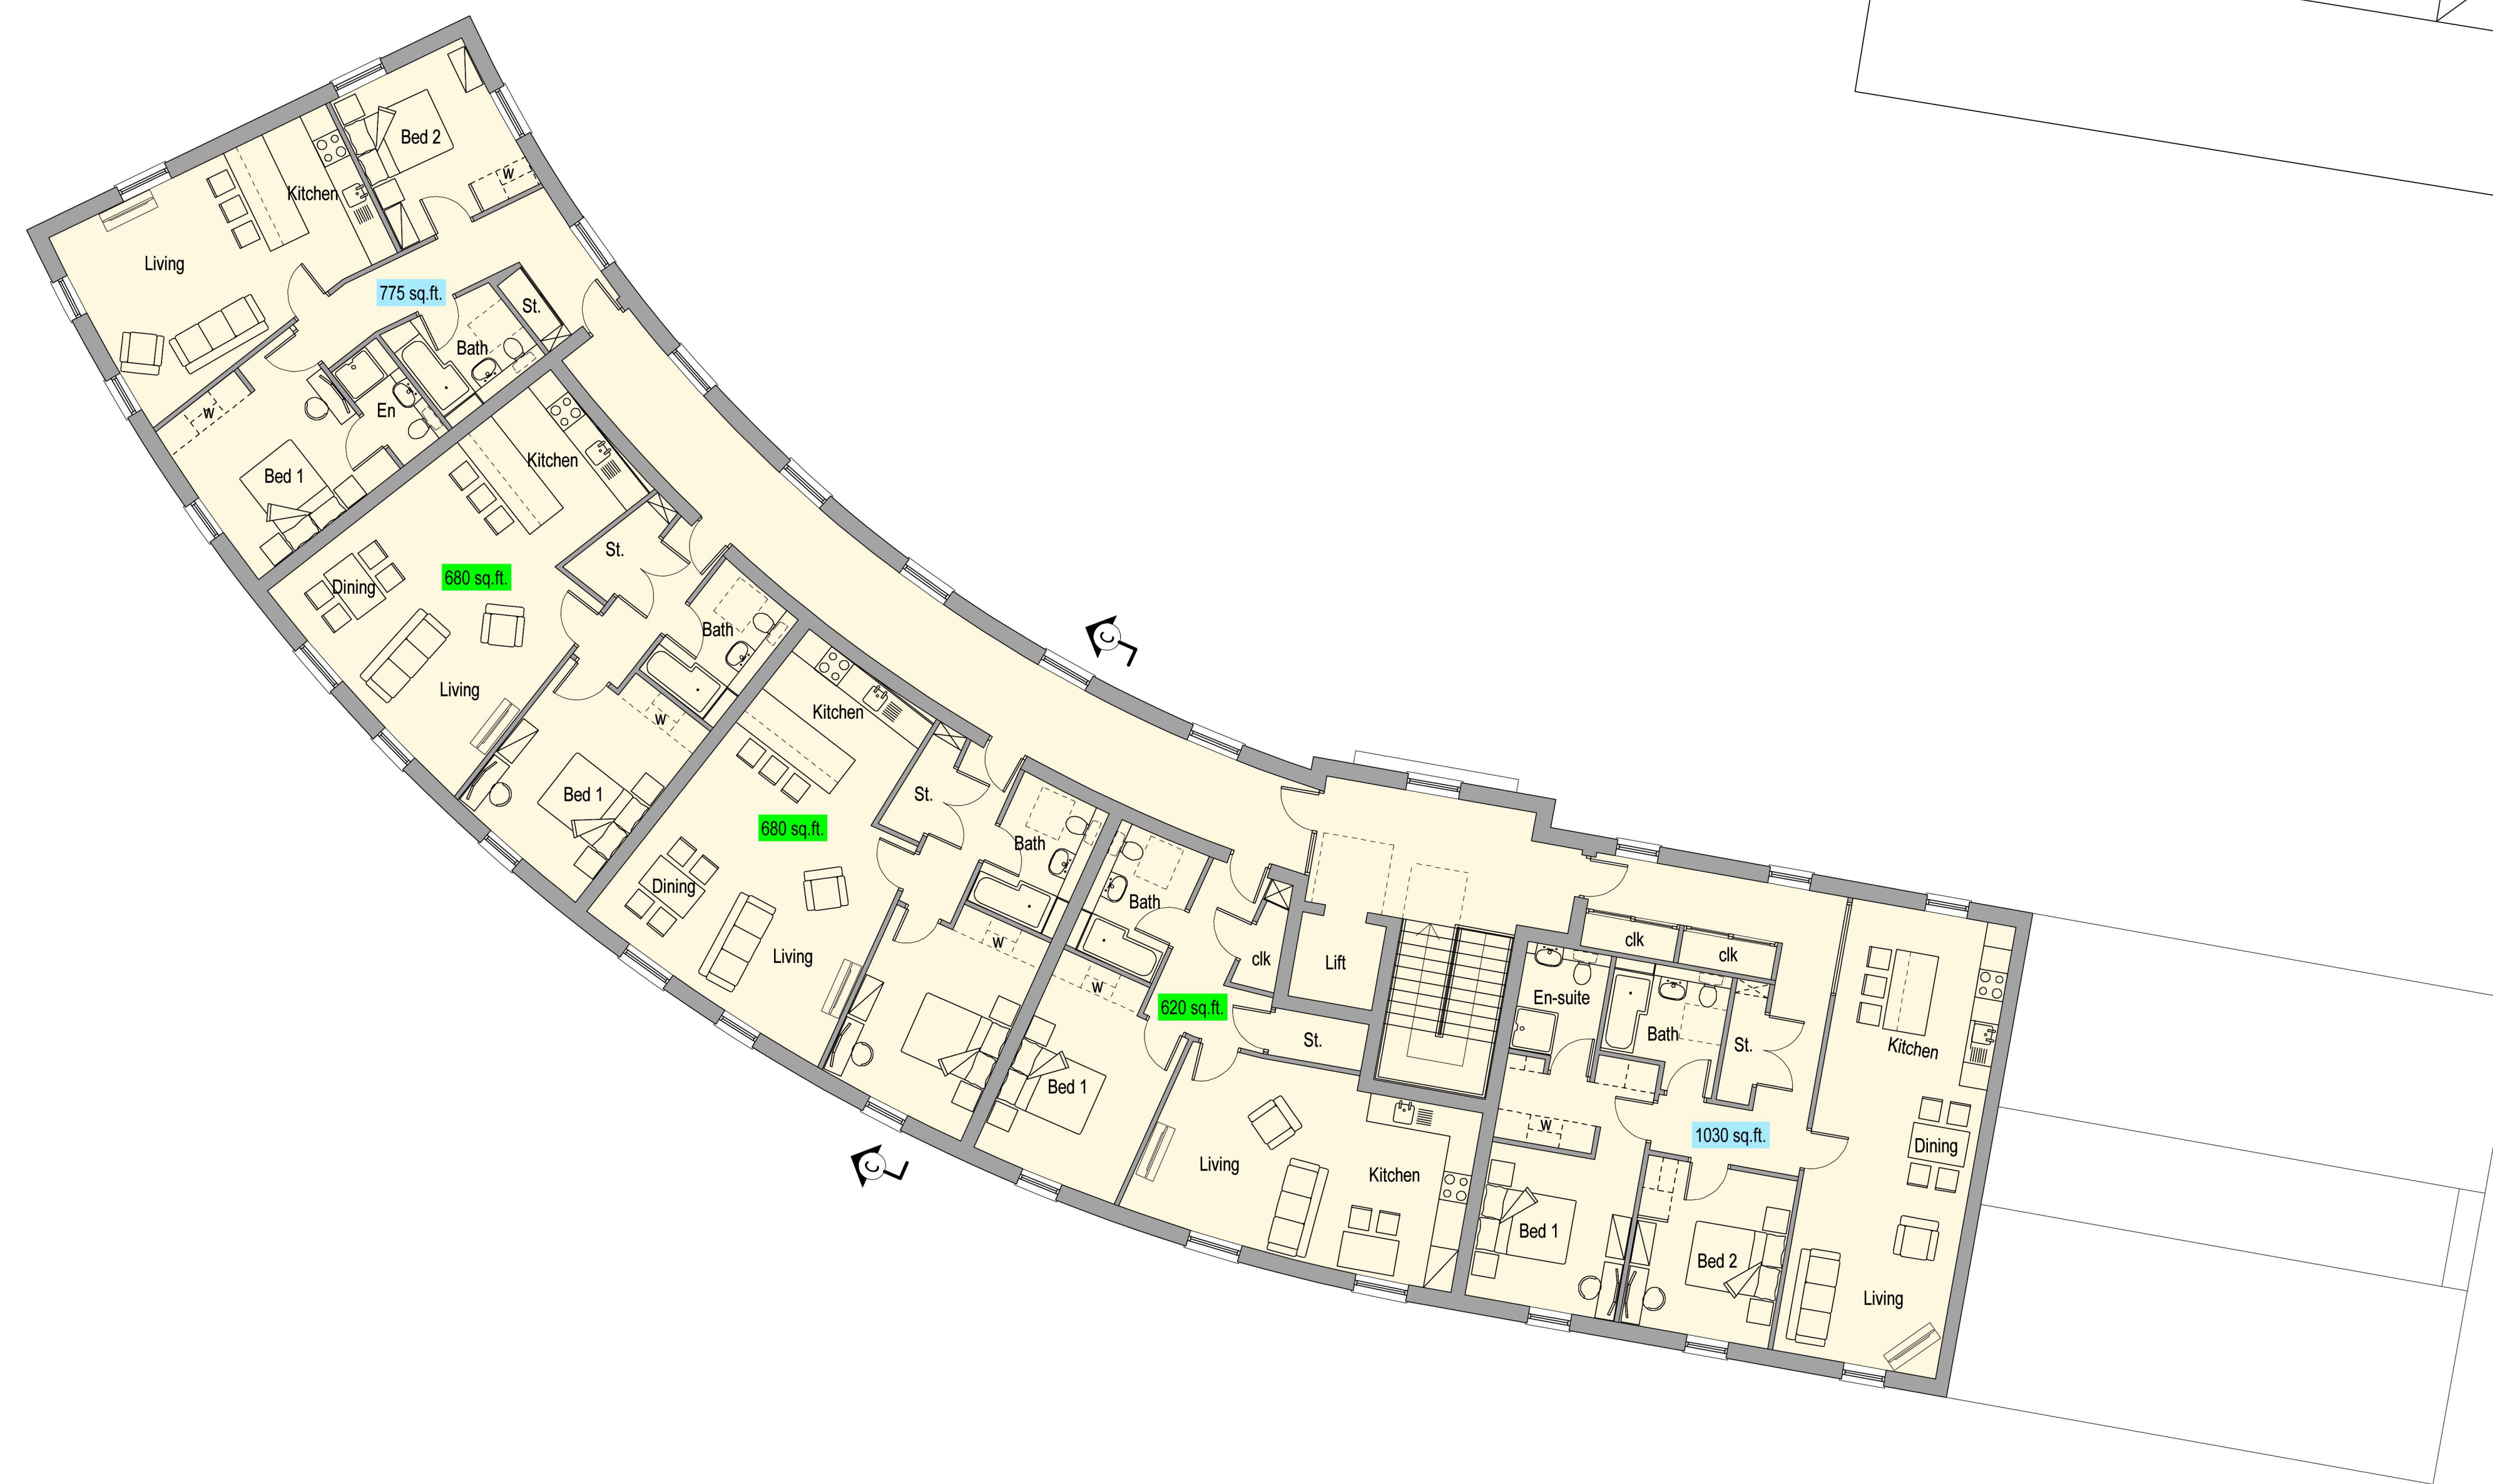 Bed 2
W
Kitchen
Living
775 sq.ft.
St.
Bath
En
W
Bed 1
Kitchen
St.
680 sq.ft.
Dining
Bath
Living
W
Bed 1
Kitchen
St.
680 sq.ft.
Bath
Dining
W
Living
C
C
Bath
clk
W
620 sq.ft.
Lift
St.
Bed 1
Living
Kitchen
clk
clk
En-suite
Bath
St.
Kitchen
W
1030 sq.ft.
Dining
Bed 1
Bed 2
Living